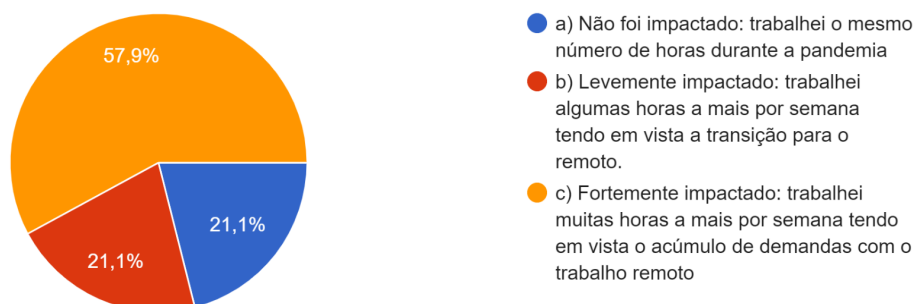 57,9%
21,1%
21,1%
a) Não foi impactado: trabalhei o mesmo
número de horas durante a pandemia
b) Levemente impactado: trabalhei
algumas horas a mais por semana
tendo em vista a transição para o
remoto.
c) Fortemente impactado: trabalhei
muitas horas a mais por semana tendo
em vista o acúmulo de demandas com o
trabalho remoto